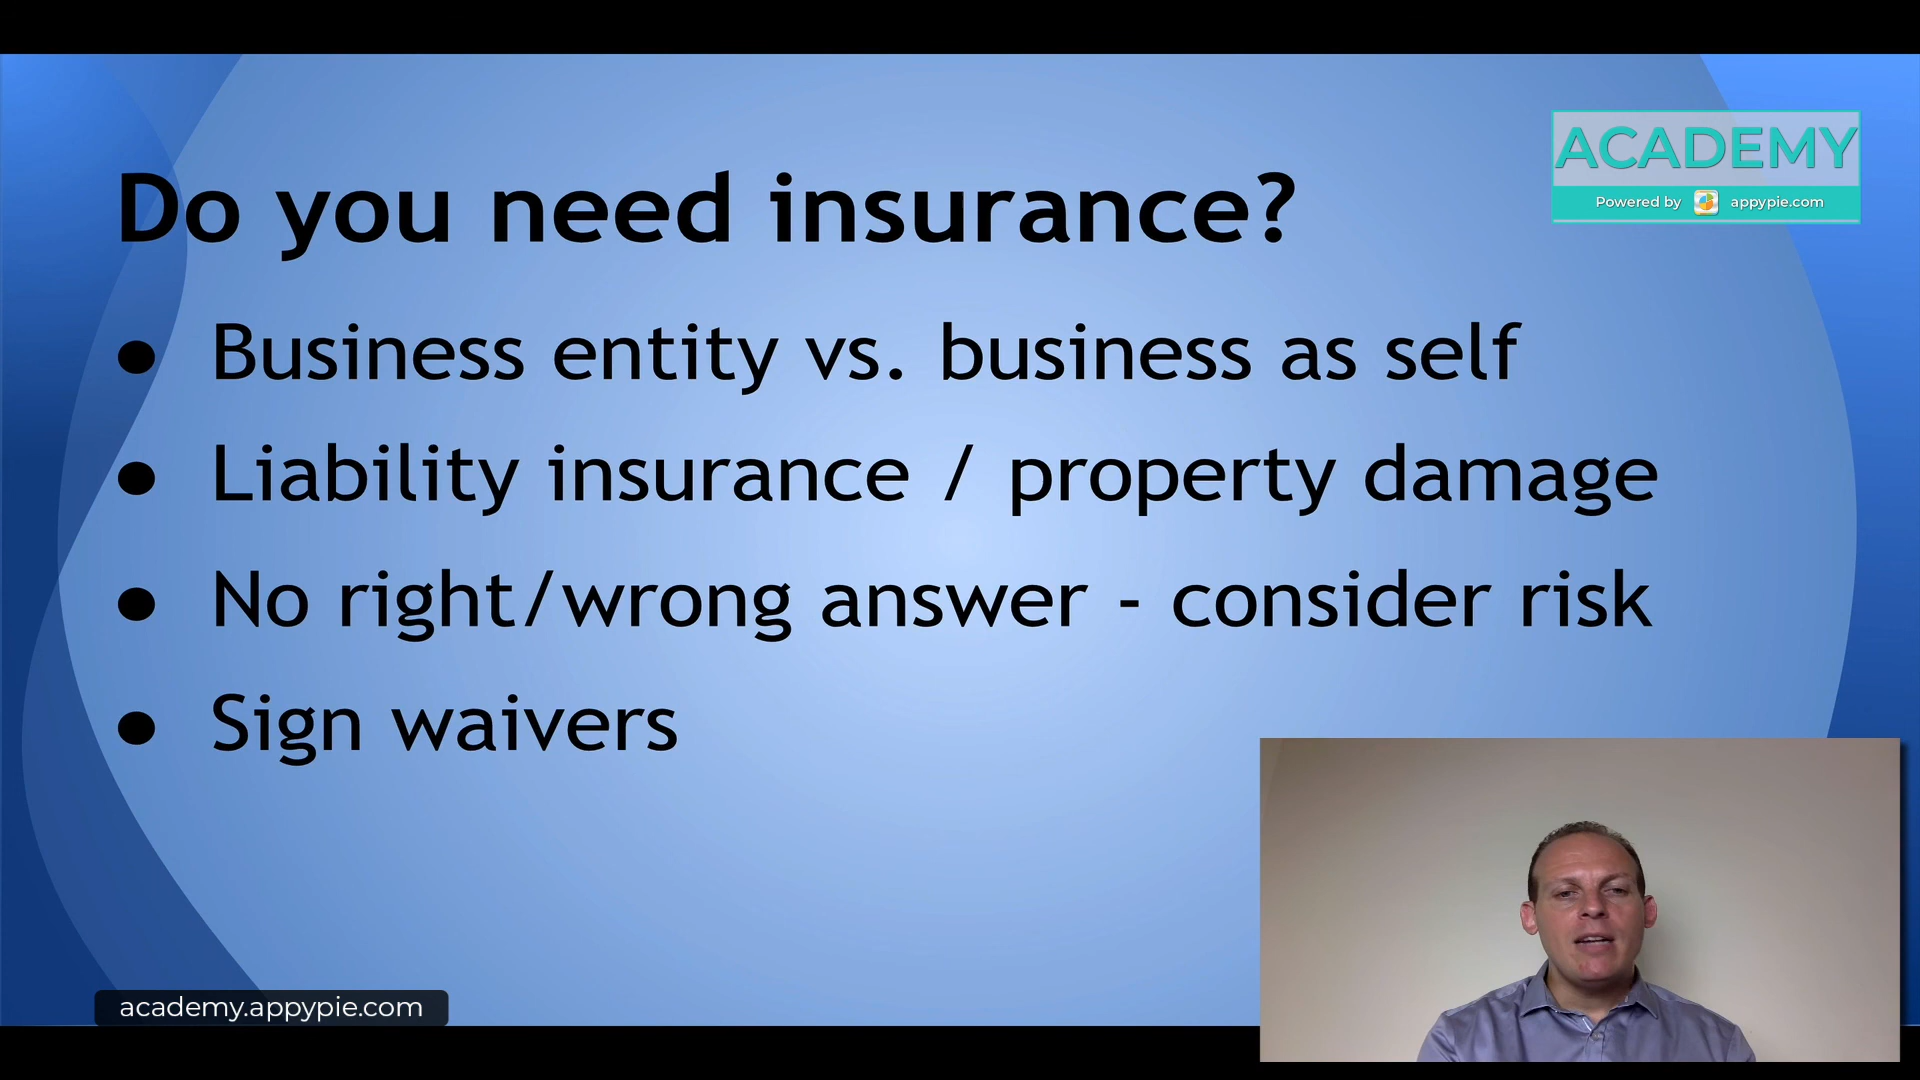 ACADEMY
Powered by appypie.com
Do you need insurance?
● Business entity vs. business as self
● Liability insurance / property damage
● No right/wrong answer - consider risk
● Sign waivers
academy.appypie.com